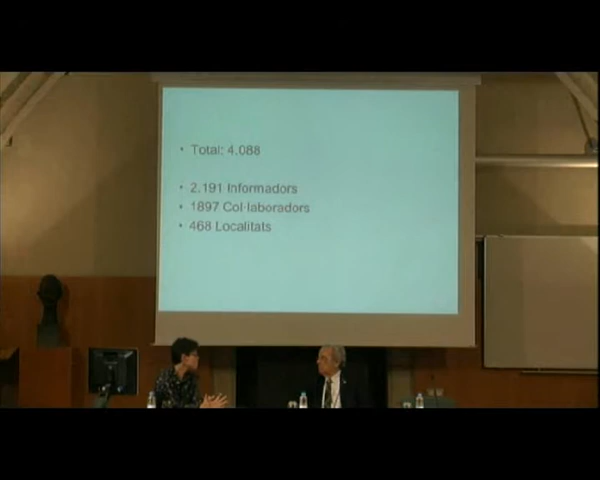 • Total: 4.088
• 2.191 Informadors
• 1897 Col·laboradors
• 468 Localitats